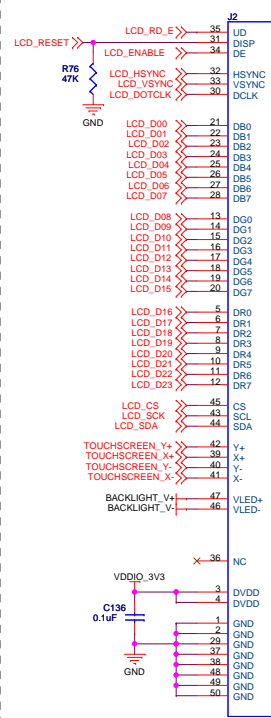 J2
LCD_RD_E 35 UD
LCD_RESET 31 DISP
LCD_ENABLE 34 DE
R76
47K
GND
LCD_HSYNC 32 HSYNC
LCD_VSYNC 33 VSYNC
LCD_DOTCLK 30 DCLK
LCD_D00 21 DB0
LCD_D01 22 DB1
LCD_D02 23 DB2
LCD_D03 24 DB3
LCD_D04 25 DB4
LCD_D05 26 DB5
LCD_D06 27 DB6
LCD_D07 28 DB7
LCD_D08 13 DG0
LCD_D09 14 DG1
LCD_D10 15 DG2
LCD_D11 16 DG3
LCD_D12 17 DG4
LCD_D13 18 DG5
LCD_D14 19 DG6
LCD_D15 20 DG7
LCD_D16 5 DR0
LCD_D17 6 DR1
LCD_D18 7 DR2
LCD_D19 8 DR3
LCD_D20 9 DR4
LCD_D21 10 DR5
LCD_D22 11 DR6
LCD_D23 12 DR7
LCD_CS 45 CS
LCD_SCK 43 SCL
LCD_SDA 44 SDA
TOUCHSCREEN_Y+ 42 Y+
TOUCHSCREEN_X+ 39 X+
TOUCHSCREEN_Y- 40 Y-
TOUCHSCREEN_X- 41 X-
BACKLIGHT_V+ 47 VLED+
BACKLIGHT_V- 46 VLED-
36 NC
VDDIO_3V3
3 DVDD
4 DVDD
C136
0.1uF
GND
1 GND
2 GND
29 GND
37 GND
38 GND
48 GND
49 GND
50 GND